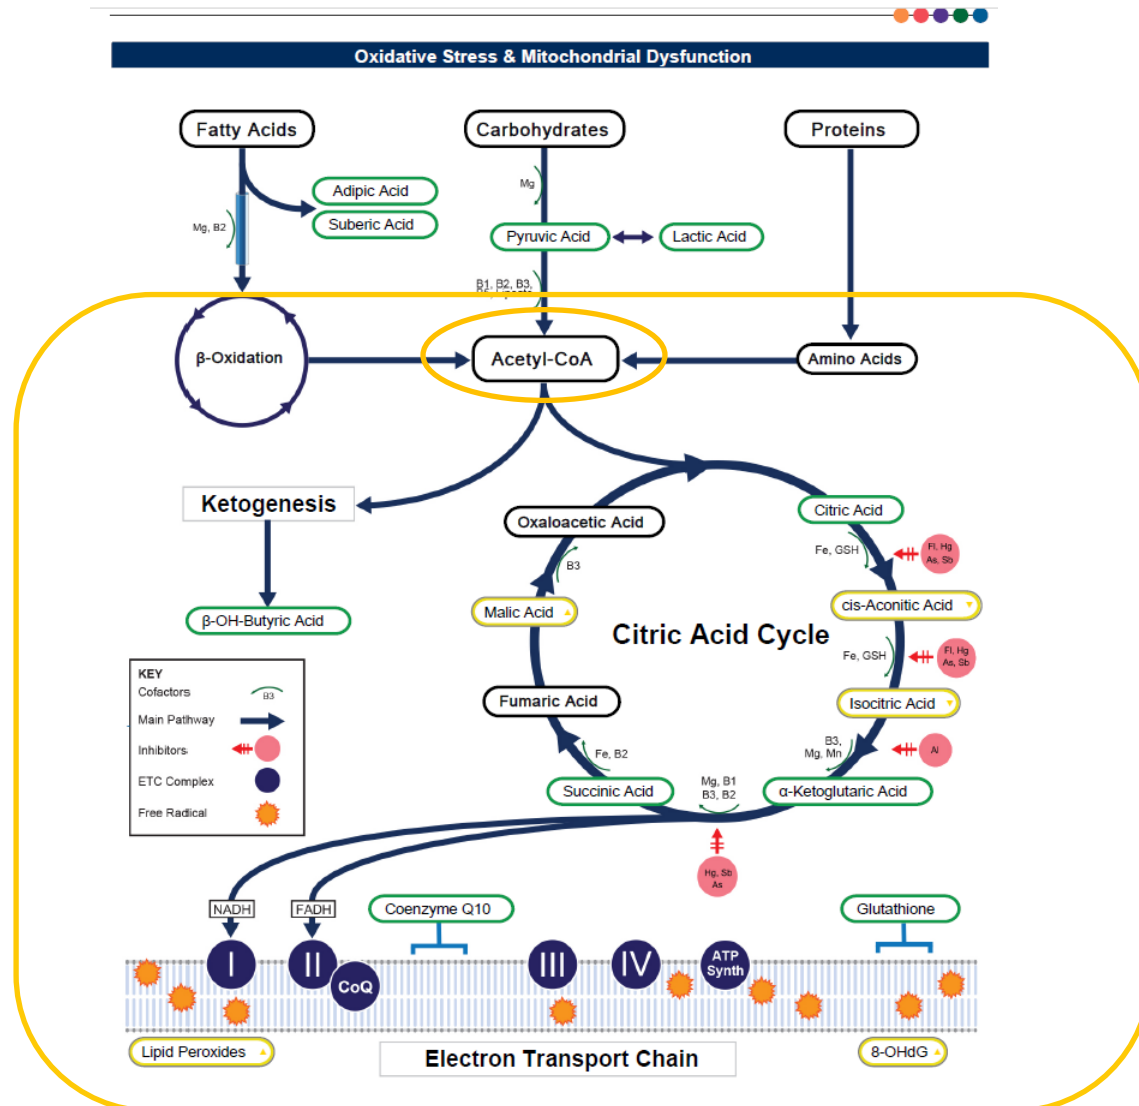 Oxidative Stress & Mitochondrial Dysfunction
Fatty Acids
Carbohydrates
Proteins
Mg
Adipic Acid
Suberic Acid
Mg, B2
Pyruvic Acid
Lactic Acid
B1, B2, B3,
β-Oxidation
Acetyl-CoA
Amino Acids
Ketogenesis
Citric Acid
Oxaloacetic Acid
Fe, GSH
Fl, Hg
As, Sb
B3
β-OH-Butyric Acid
Malic Acid
cis-Aconitic Acid
Citric Acid Cycle
Fe, GSH
Fl, Hg
As, Sb
KEY
Cofactors
B3
Main Pathway
Inhibitors
ETC Complex
Free Radical
Fumaric Acid
Isocitric Acid
B3,
Mg, Mn
Al
Fe, B2
Succinic Acid
Mg, B1
B3, B2
α-Ketoglutaric Acid
Hg, Sb
As
NADH
FADH
Coenzyme Q10
Glutathione
I
II
CoQ
III
IV
ATP
Synth
Lipid Peroxides
Electron Transport Chain
8-OHdG